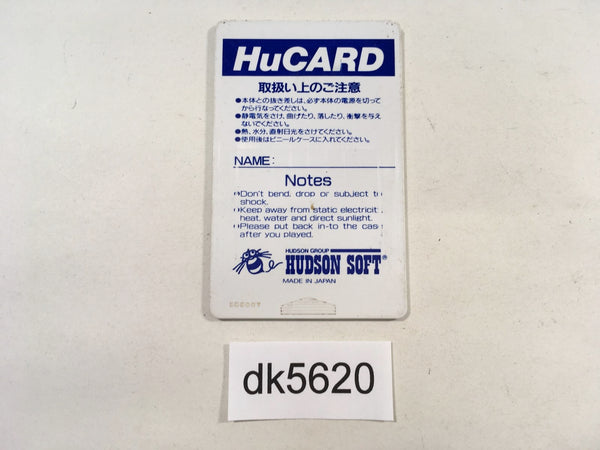 HuCARD
取扱い上のご注意
●本体との抜き差しは、必ず本体の電源を切って
から行なってください。
●静電気をさけ、曲げたり、落したり、衝撃を与え
ないでください。
●熱、水分、直射日光をさけてください。
●使用後はビニールケースに入れてください。
NAME:
Notes
●Don't bend, drop or subject to
shock.
●Keep away from static electricit
heat, water and direct sunlight.
●Please put back in-to the case
after you played.
HUDSON GROUP
HUDSON SOFT®
MADE IN JAPAN
dk5620